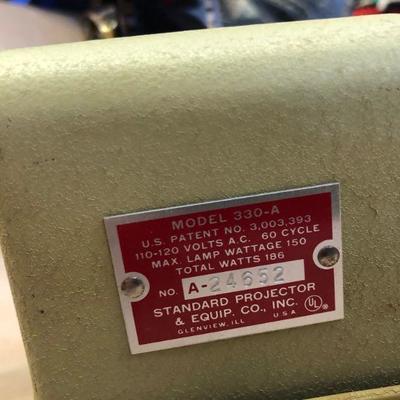 MODEL 330-A
U.S. PATENT NO. 3,003,393
110-120 VOLTS A.C. 60 CYCLE
MAX. LAMP WATTAGE 150
TOTAL WATTS 186
NO. A-24652
STANDARD PROJECTOR
& EQUIP. CO., INC. UL
GLENVIEW, ILL. U.S.A.